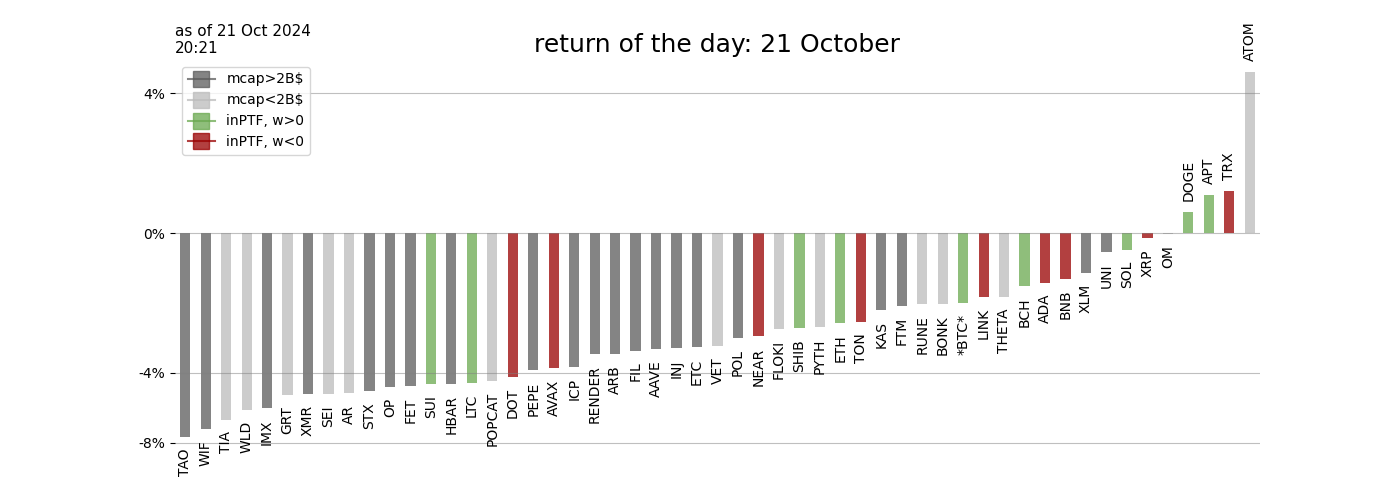 as of 21 Oct 2024
20:21
return of the day: 21 October
mcap>2B$
mcap<2B$
inPTF, w>0
inPTF, w<0
4%
0%
-4%
-8%
TAO
WIF
TIA
WLD
IMX
GRT
XMR
SEI
AR
STX
OP
FET
SUI
HBAR
LTC
POPCAT
DOT
PEPE
AVAX
ICP
RENDER
ARB
FIL
AAVE
INJ
ETC
VET
POL
NEAR
FLOKI
SHIB
PYTH
ETH
TON
KAS
FTM
RUNE
BONK
*BTC*
LINK
THETA
BCH
ADA
BNB
XLM
UNI
SOL
XRP
OM
DOGE
APT
TRX
ATOM